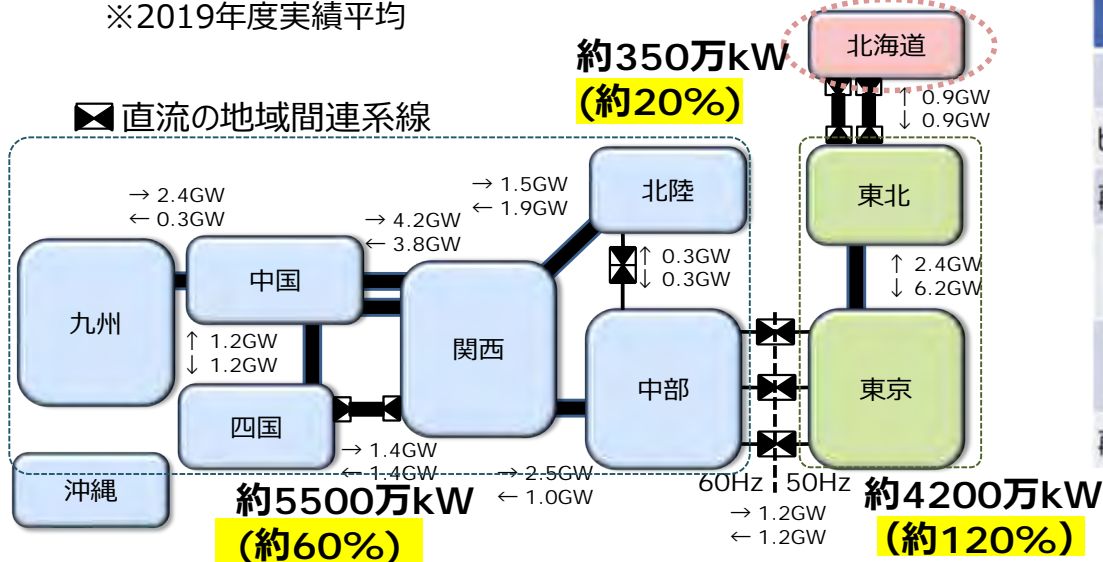 ※2019年度実績平均
約350万kW
(約20%)
北海道
直流の地域間連系線
↑ 0.9GW
↓ 0.9GW
→ 2.4GW
← 0.3GW
→ 4.2GW
← 3.8GW
→ 1.5GW
← 1.9GW
北陸
東北
中国
↑ 0.3GW
↓ 0.3GW
↑ 2.4GW
↓ 6.2GW
九州
↑ 1.2GW
↓ 1.2GW
関西
中部
東京
四国
→ 1.4GW
← 1.4GW
→ 2.5GW
← 1.0GW
沖縄
60Hz
50Hz
→ 1.2GW
← 1.2GW
約5500万kW
(約60%)
約4200万kW
(約120%)